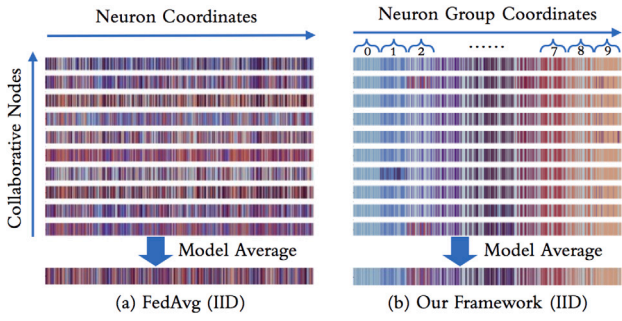 Neuron Coordinates
Collaborative Nodes
Model Average
(a) FedAvg (IID)
Neuron Group Coordinates
0 1 2 ...... 7 8 9
Model Average
(b) Our Framework (IID)